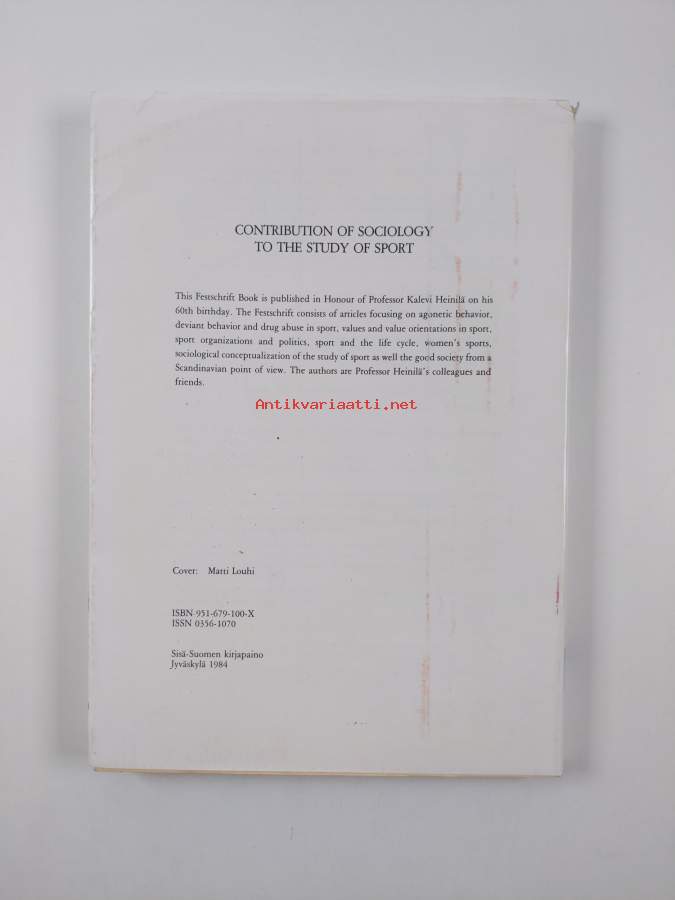 CONTRIBUTION OF SOCIOLOGY
TO THE STUDY OF SPORT
This Festschrift Book is published in Honour of Professor Kalevi Heinilä on his
60th birthday. The Festschrift consists of articles focusing on agonetic behavior,
deviant behavior and drug abuse in sport, values and value orientations in sport,
sport organizations and politics, sport and the life cycle, women's sports,
sociological conceptualization of the study of sport as well the good society from a
Scandinavian point of view. The authors are Professor Heinilä's colleagues and
friends.
Antikvariaatti.net
Cover: Matti Louhi
ISBN 951-679-100-X
ISSN 0356-1070
Sisä-Suomen kirjapaino
Jyväskylä 1984